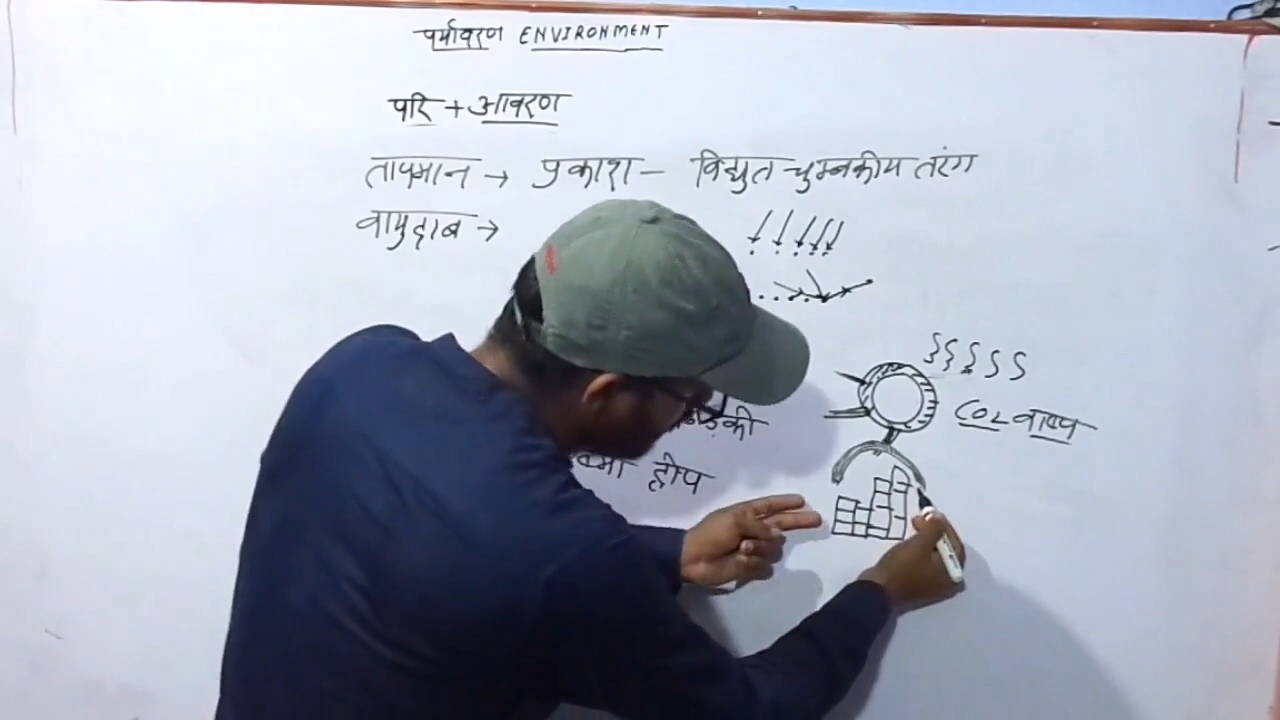 पर्यावरण ENVIRONMENT
परि + आवरण
तापमान → प्रकाश – विद्युत चुम्बकीय तरंग
वायुदाब →
CO2 वाष्प
की
ष्मा द्वीप